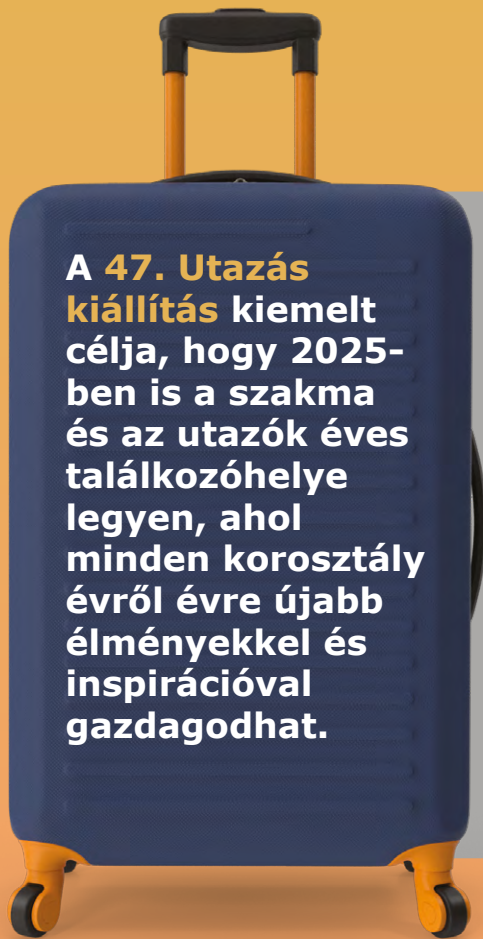 A 47. Utazás
kiállítás kiemelt
célja, hogy 2025-
ben is a szakma
és az utazók éves
találkozóhelye
legyen, ahol
minden korosztály
évről évre újabb
élményekkel és
inspirációval
gazdagodhat.